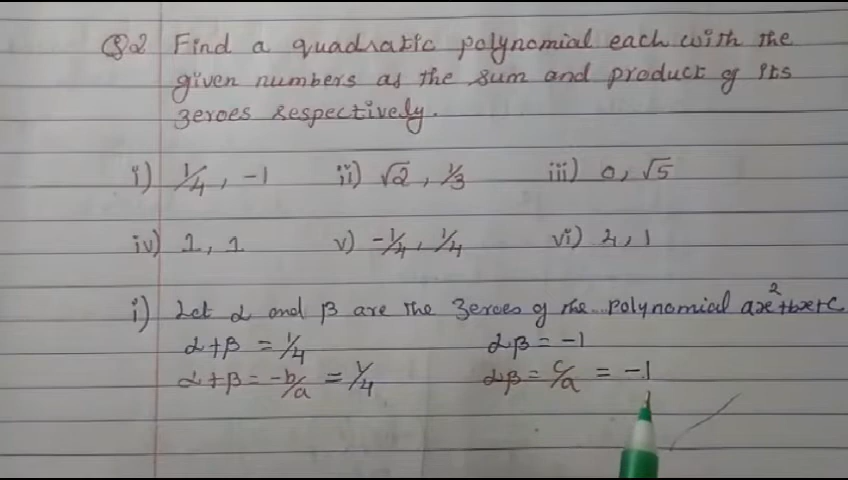 Q2 Find a quadratic polynomial each with the
given numbers as the sum and product of its
zeroes respectively.
i) 1/4, -1 ii) √2, 1/3 iii) 0, √5
iv) 1, 1 v) -1/4, 1/4 vi) 4, 1
i) Let α and β are the zeroes of the polynomial ax²+bx+c
α+β = 1/4 αβ = -1
α+β = -b/a = 1/4 αβ = c/a = -1